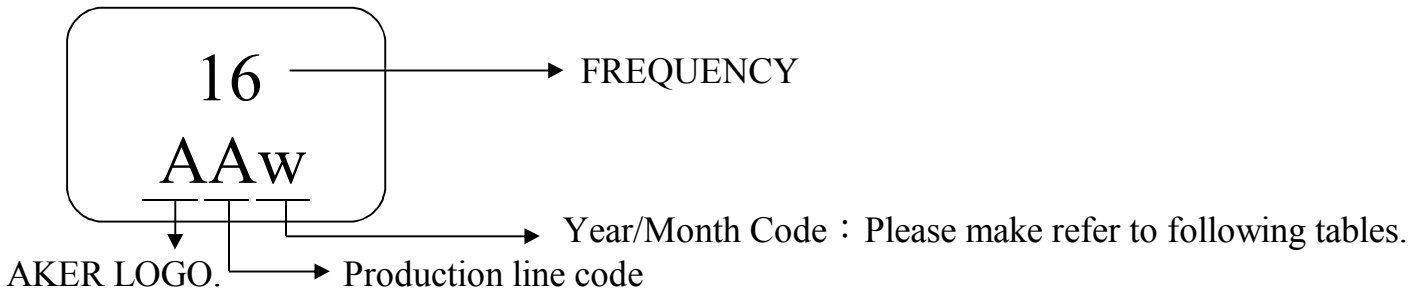 16
FREQUENCY
AAw
Year/Month Code：Please make refer to following tables.
AKER LOGO.
Production line code